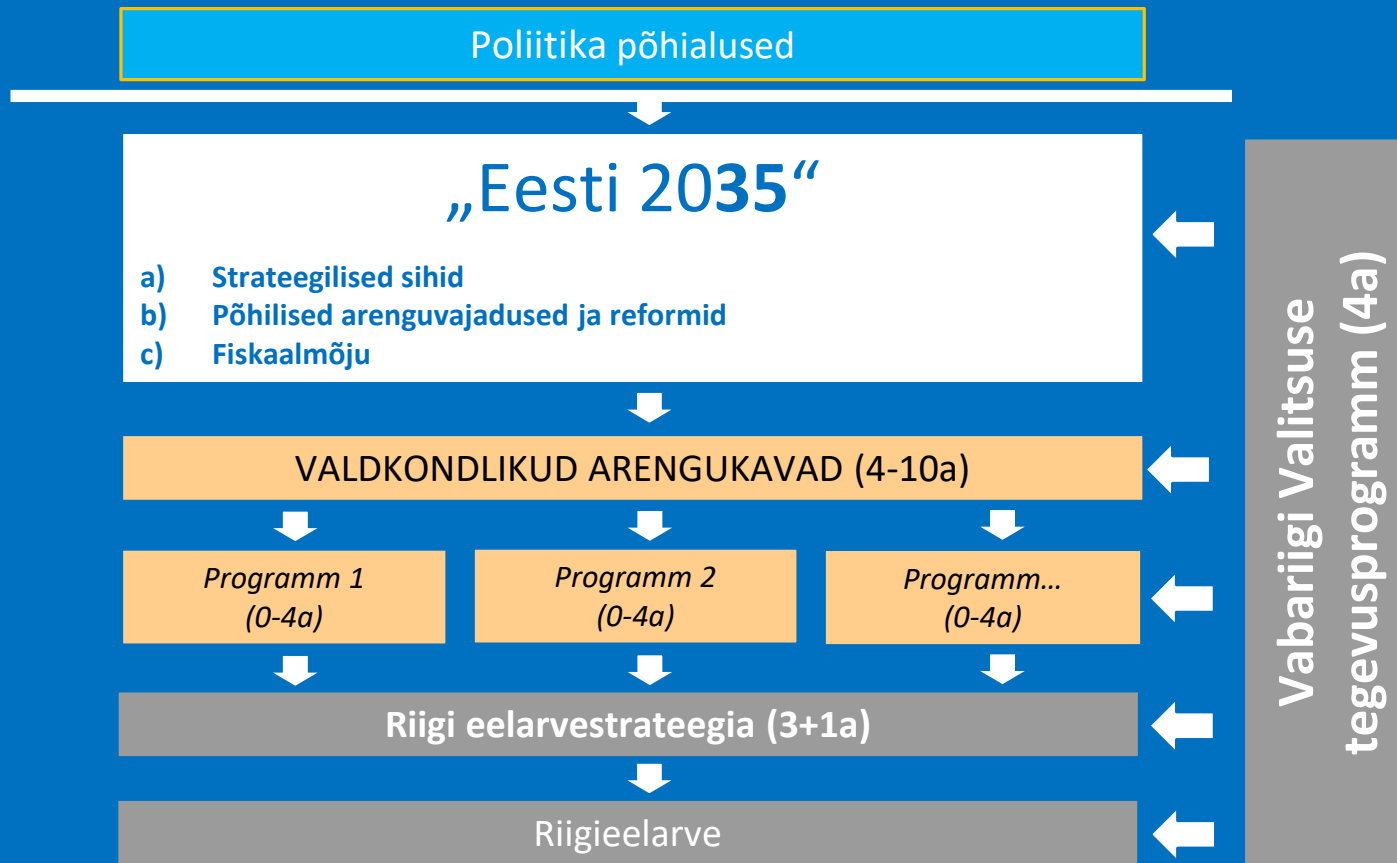 Poliitika põhialused
„Eesti 2035“
a) Strateegilised sihid
b) Põhilised arenguvajadused ja reformid
c) Fiskaalmõju
VALDKONDLIKUD ARENGUKAVAD (4-10a)
Programm 1
(0-4a)
Programm 2
(0-4a)
Programm…
(0-4a)
Riigi eelarvestrateegia (3+1a)
Riigieelarve
Vabariigi Valitsuse
tegevusprogramm (4a)